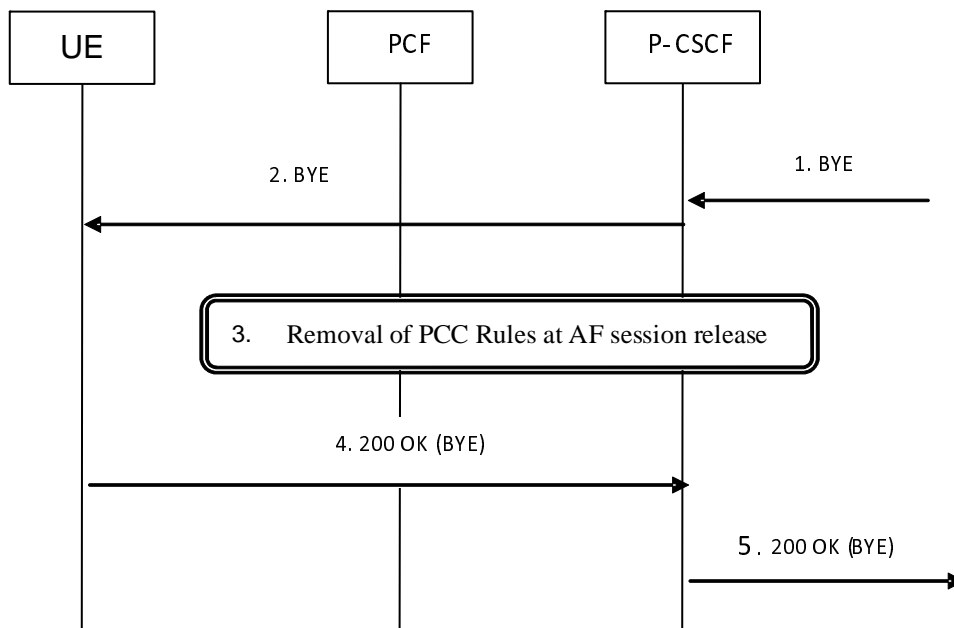 UE
PCF
P-CSCF
1. BYE
2. BYE
3. Removal of PCC Rules at AF session release
4. 200 OK (BYE)
5. 200 OK (BYE)